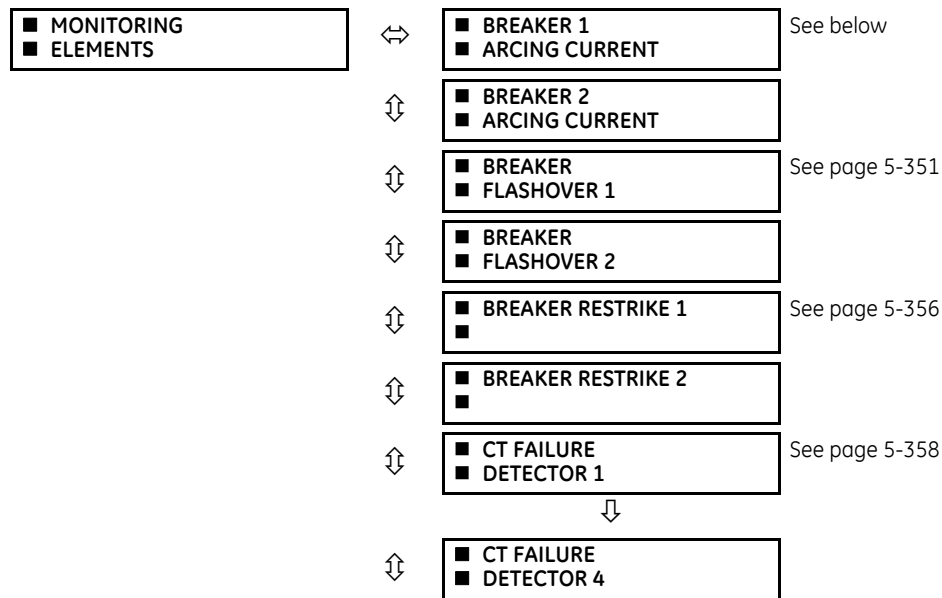 ■ MONITORING
■ ELEMENTS
⇔
■ BREAKER 1
■ ARCING CURRENT
See below
⇕
■ BREAKER 2
■ ARCING CURRENT
⇕
■ BREAKER
■ FLASHOVER 1
See page 5-351
⇕
■ BREAKER
■ FLASHOVER 2
⇕
■ BREAKER RESTRIKE 1
■
See page 5-356
⇕
■ BREAKER RESTRIKE 2
■
⇕
■ CT FAILURE
■ DETECTOR 1
See page 5-358
⇩
⇕
■ CT FAILURE
■ DETECTOR 4